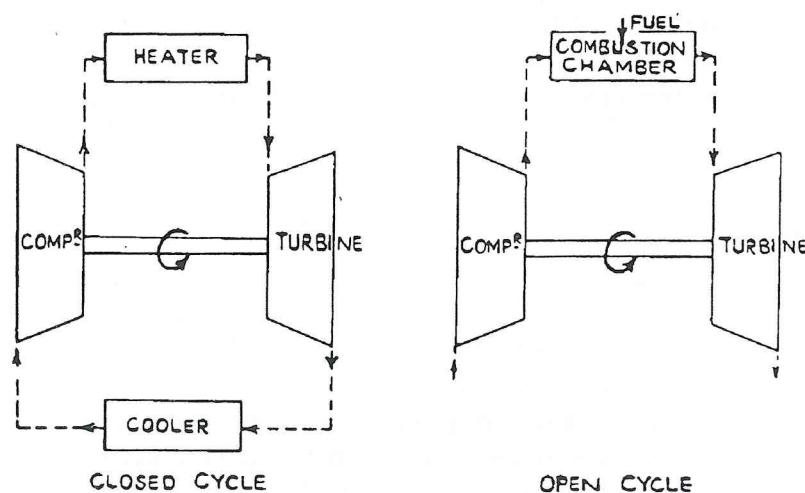 HEATER
COMPR
TURBINE
COOLER
CLOSED CYCLE
FUEL
COMBUSTION
CHAMBER
COMPR
TURBINE
OPEN CYCLE